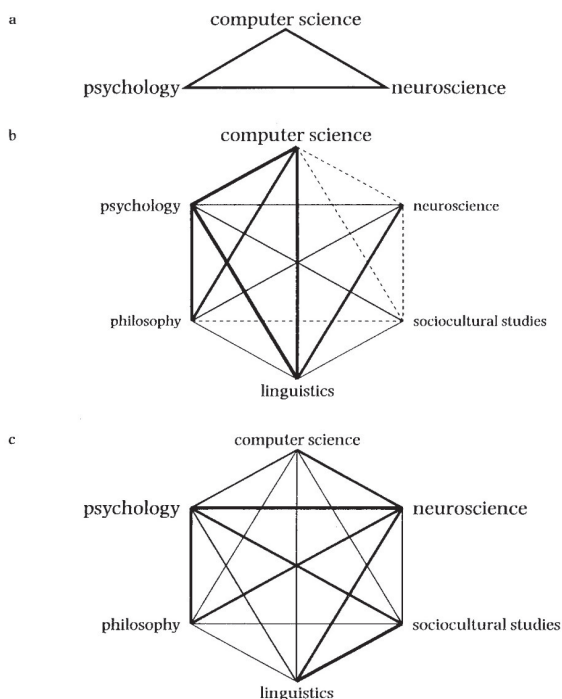 a
computer science
psychology neuroscience
b
computer science
psychology neuroscience
philosophy sociocultural studies
linguistics
c
computer science
psychology neuroscience
philosophy sociocultural studies
linguistics